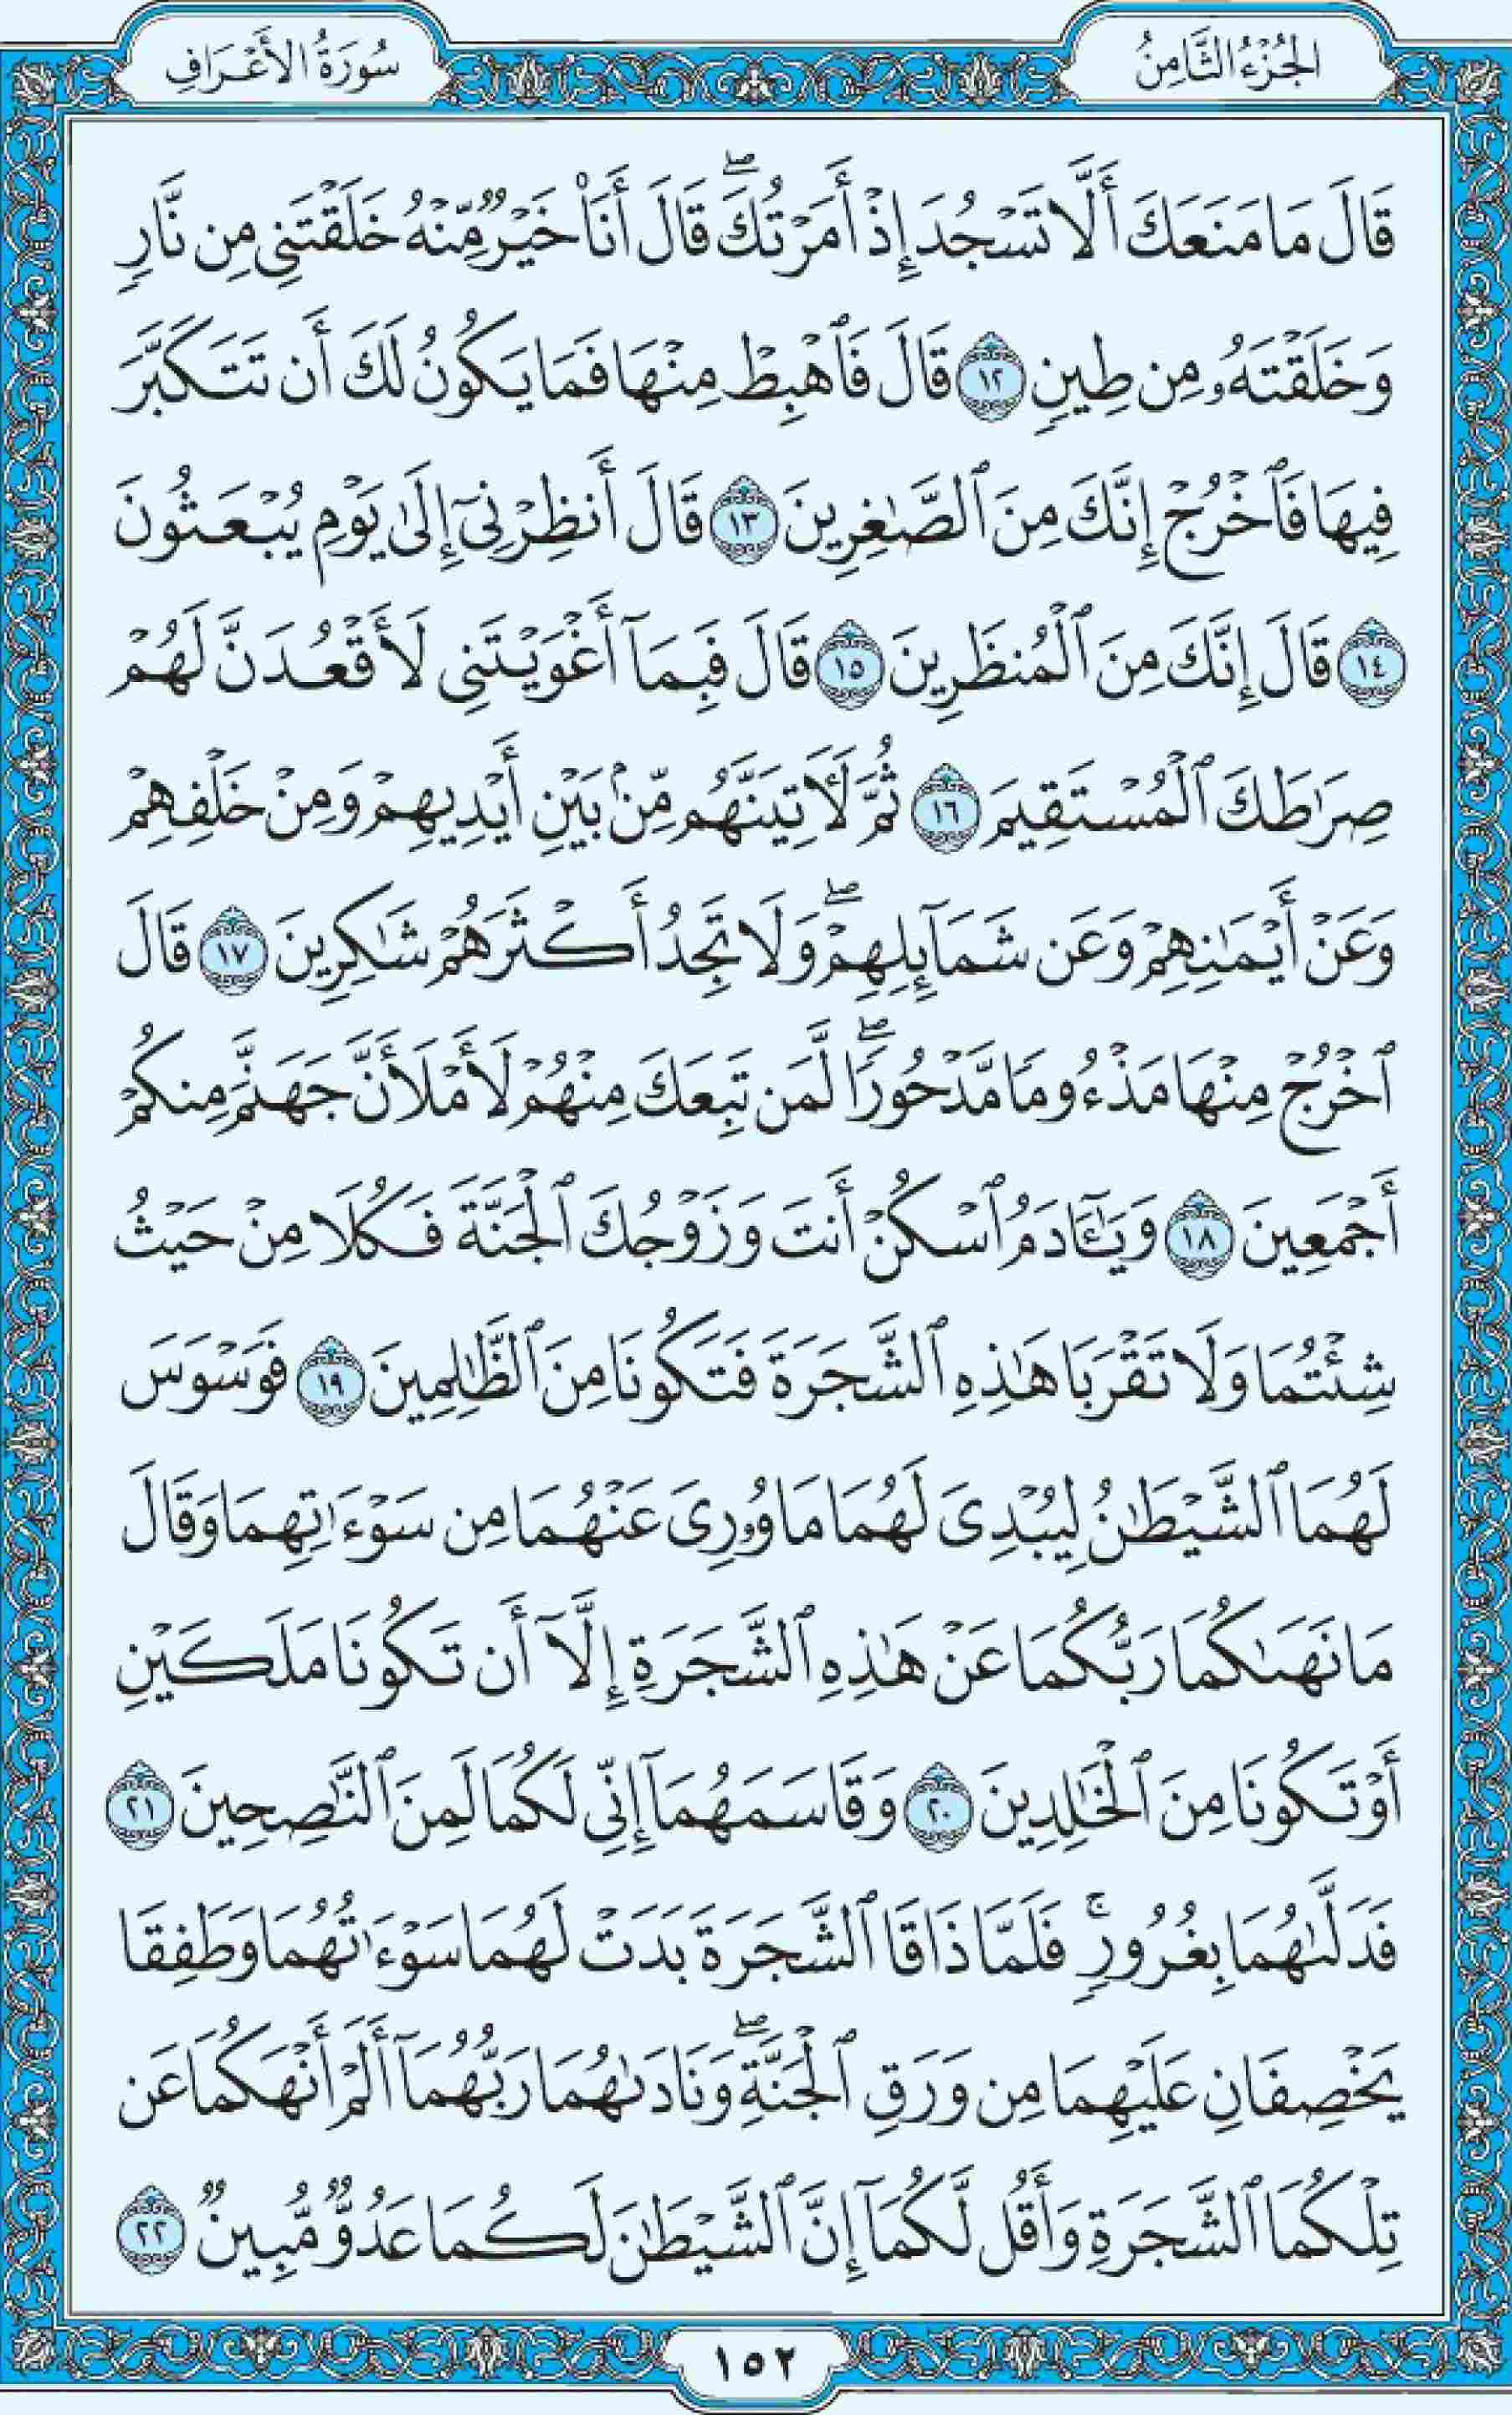 الجُزْءُ الثَّامِنُ
سُورَةُ الأَعْرَافِ
قَالَ مَا مَنَعَكَ أَلَّا تَسْجُدَ إِذْ أَمَرْتُكَۖ قَالَ أَنَا۠ خَيْرٌ مِّنْهُ خَلَقْتَنِى مِن نَّارٍ
وَخَلَقْتَهُۥ مِن طِينٍ ١٢ قَالَ فَٱهْبِطْ مِنْهَا فَمَا يَكُونُ لَكَ أَن تَتَكَبَّرَ
فِيهَا فَٱخْرُجْ إِنَّكَ مِنَ ٱلصَّٰغِرِينَ ١٣ قَالَ أَنظِرْنِىٓ إِلَىٰ يَوْمِ يُبْعَثُونَ
١٤ قَالَ إِنَّكَ مِنَ ٱلْمُنظَرِينَ ١٥ قَالَ فَبِمَآ أَغْوَيْتَنِى لَأَقْعُدَنَّ لَهُمْ
صِرَٰطَكَ ٱلْمُسْتَقِيمَ ١٦ ثُمَّ لَـَٔاتِيَنَّهُم مِّنۢ بَيْنِ أَيْدِيهِمْ وَمِنْ خَلْفِهِمْ
وَعَنْ أَيْمَٰنِهِمْ وَعَن شَمَآئِلِهِمْۖ وَلَا تَجِدُ أَكْثَرَهُمْ شَٰكِرِينَ ١٧ قَالَ
ٱخْرُجْ مِنْهَا مَذْءُومًا مَّدْحُورًاۖ لَّمَن تَبِعَكَ مِنْهُمْ لَأَمْلَأَنَّ جَهَنَّمَ مِنكُمْ
أَجْمَعِينَ ١٨ وَيَٰٓـَٔادَمُ ٱسْكُنْ أَنتَ وَزَوْجُكَ ٱلْجَنَّةَ فَكُلَا مِنْ حَيْثُ
شِئْتُمَا وَلَا تَقْرَبَا هَٰذِهِ ٱلشَّجَرَةَ فَتَكُونَا مِنَ ٱلظَّٰلِمِينَ ١٩ فَوَسْوَسَ
لَهُمَا ٱلشَّيْطَٰنُ لِيُبْدِىَ لَهُمَا مَا وُۥرِىَ عَنْهُمَا مِن سَوْءَٰتِهِمَا وَقَالَ
مَا نَهَىٰكُمَا رَبُّكُمَا عَنْ هَٰذِهِ ٱلشَّجَرَةِ إِلَّآ أَن تَكُونَا مَلَكَيْنِ
أَوْ تَكُونَا مِنَ ٱلْخَٰلِدِينَ ٢٠ وَقَاسَمَهُمَآ إِنِّى لَكُمَا لَمِنَ ٱلنَّٰصِحِينَ ٢١
فَدَلَّىٰهُمَا بِغُرُورٍۚ فَلَمَّا ذَاقَا ٱلشَّجَرَةَ بَدَتْ لَهُمَا سَوْءَٰتُهُمَا وَطَفِقَا
يَخْصِفَانِ عَلَيْهِمَا مِن وَرَقِ ٱلْجَنَّةِۖ وَنَادَىٰهُمَا رَبُّهُمَآ أَلَمْ أَنْهَكُمَا عَن
تِلْكُمَا ٱلشَّجَرَةِ وَأَقُل لَّكُمَآ إِنَّ ٱلشَّيْطَٰنَ لَكُمَا عَدُوٌّ مُّبِينٌ ٢٢
١٥٢